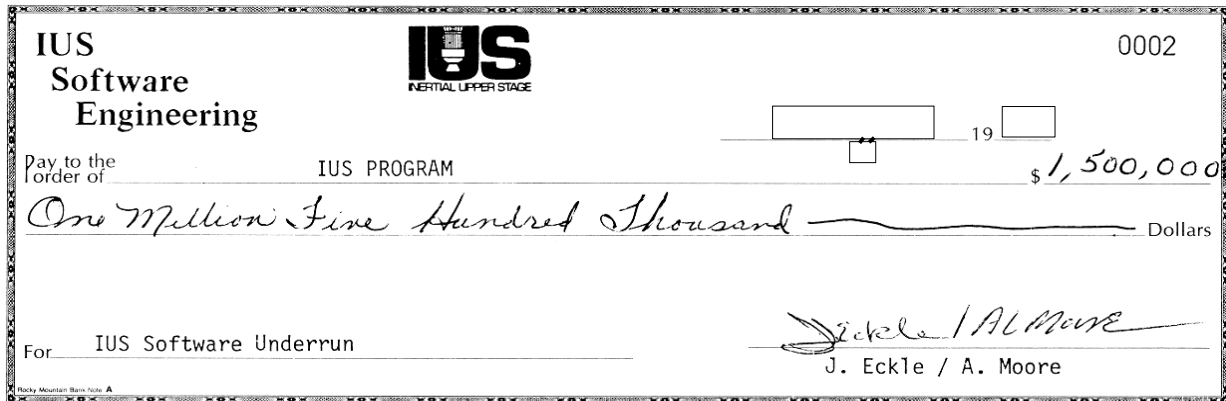 IUS
Software
Engineering
IUS
INERTIAL UPPER STAGE
0002
19
Pay to the
order of IUS PROGRAM $ 1,500,000
One Million Five Hundred Thousand Dollars
For IUS Software Underrun
J Eckle / Al Moore
J. Eckle / A. Moore
Rocky Mountain Bank Note A